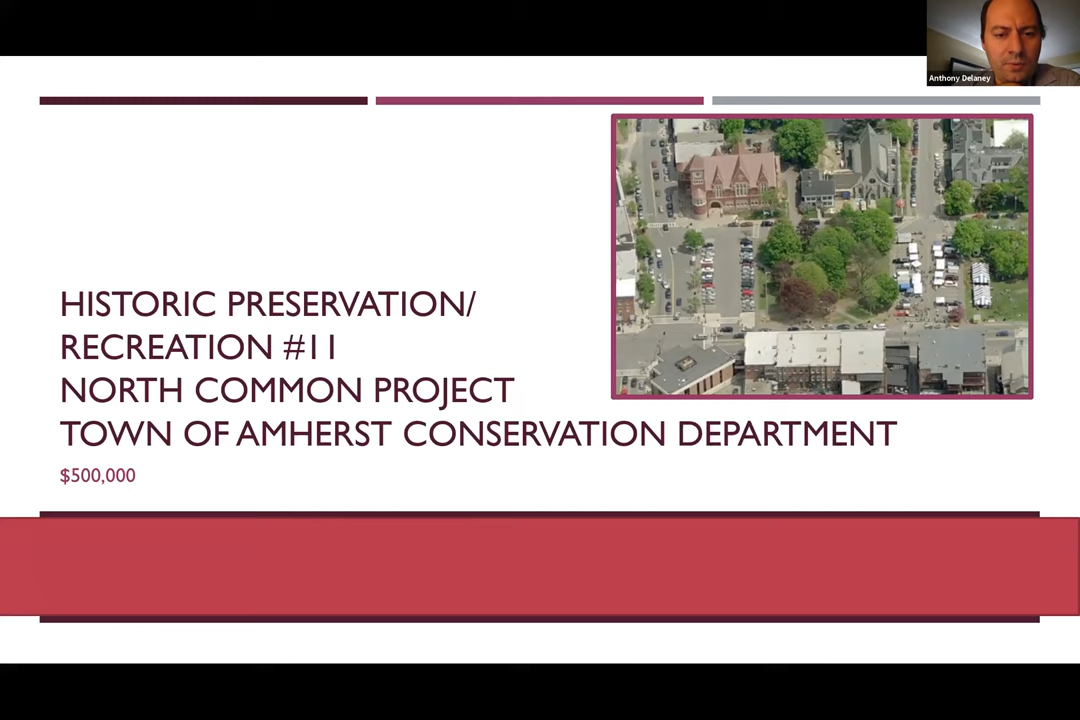 Anthony Delaney
HISTORIC PRESERVATION/
RECREATION #11
NORTH COMMON PROJECT
TOWN OF AMHERST CONSERVATION DEPARTMENT
$500,000